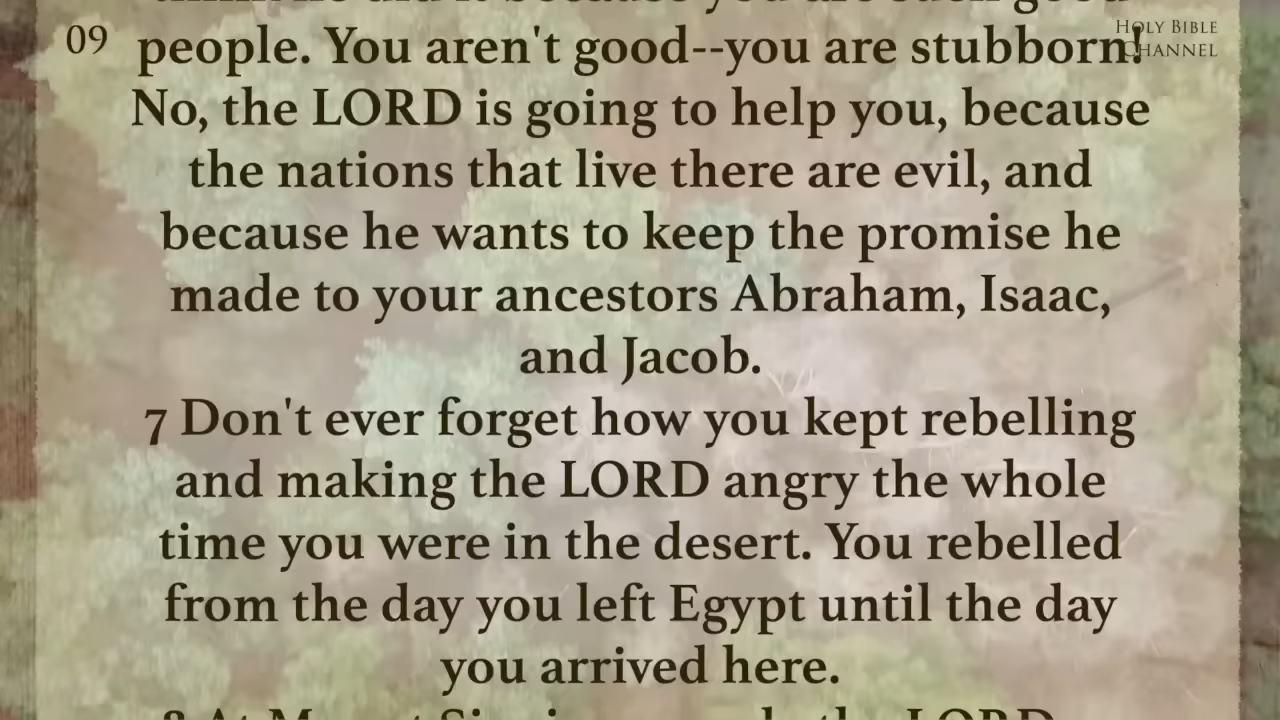 09
HOLY BIBLE
CHANNEL
people. You aren't good--you are stubborn!
No, the LORD is going to help you, because
the nations that live there are evil, and
because he wants to keep the promise he
made to your ancestors Abraham, Isaac,
and Jacob.
7 Don't ever forget how you kept rebelling
and making the LORD angry the whole
time you were in the desert. You rebelled
from the day you left Egypt until the day
you arrived here.